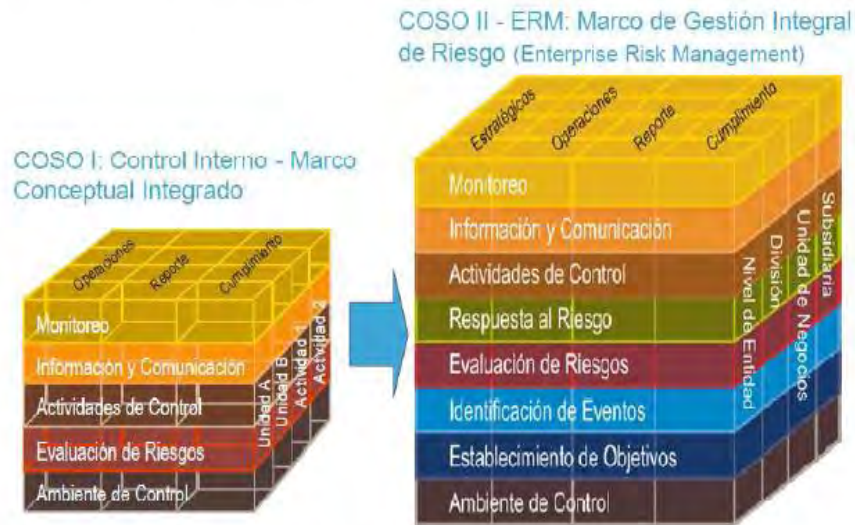 COSO II - ERM: Marco de Gestión Integral
de Riesgo (Enterprise Risk Management)
COSO I: Control Interno - Marco
Conceptual Integrado
Operaciones
Reporte
Cumplimiento
Monitoreo
Información y Comunicación
Actividades de Control
Evaluación de Riesgos
Ambiente de Control
Unidad A
Unidad B
Actividad 1
Actividad 2
Estratégicos
Operaciones
Reporte
Cumplimiento
Monitoreo
Información y Comunicación
Actividades de Control
Respuesta al Riesgo
Evaluación de Riesgos
Identificación de Eventos
Establecimiento de Objetivos
Ambiente de Control
Nivel de Entidad
División
Unidad de Negocios
Subsidiaria